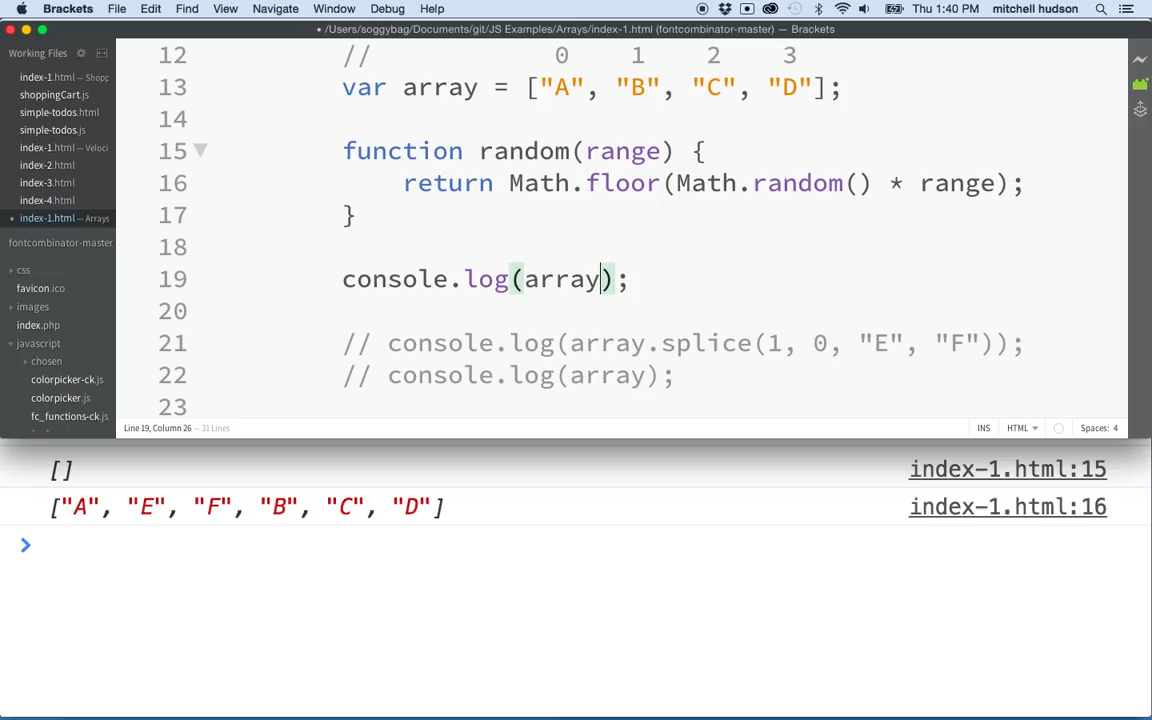 Brackets File Edit View Navigate Window Debug Help Thu 1:40 PM mitchell hudson
• /Users/soggybag/Documents/git/JS Examples/Arrays/index-1.html (fontcombinator-master) — Brackets
Working Files
index-1.html — Shopp
shoppingCart.js
simple-todos.html
simple-todos.js
index-1.html — Veloci
index-2.html
index-3.html
index-4.html
index-1.html — Arrays
fontcombinator-master
css
favicon.ico
images
index.php
javascript
chosen
colorpicker-ck.js
colorpicker.js
fc_functions-ck.js
12 // 0 1 2 3
13 var array = ["A", "B", "C", "D"];
14
15 function random(range) {
16 return Math.floor(Math.random() * range);
17 }
18
19 console.log(array);
20
21 // console.log(array.splice(1, 0, "E", "F"));
22 // console.log(array);
23
Line 19, Column 26 — 31 Lines INS HTML Spaces: 4
[] index-1.html:15
["A", "E", "F", "B", "C", "D"] index-1.html:16
>